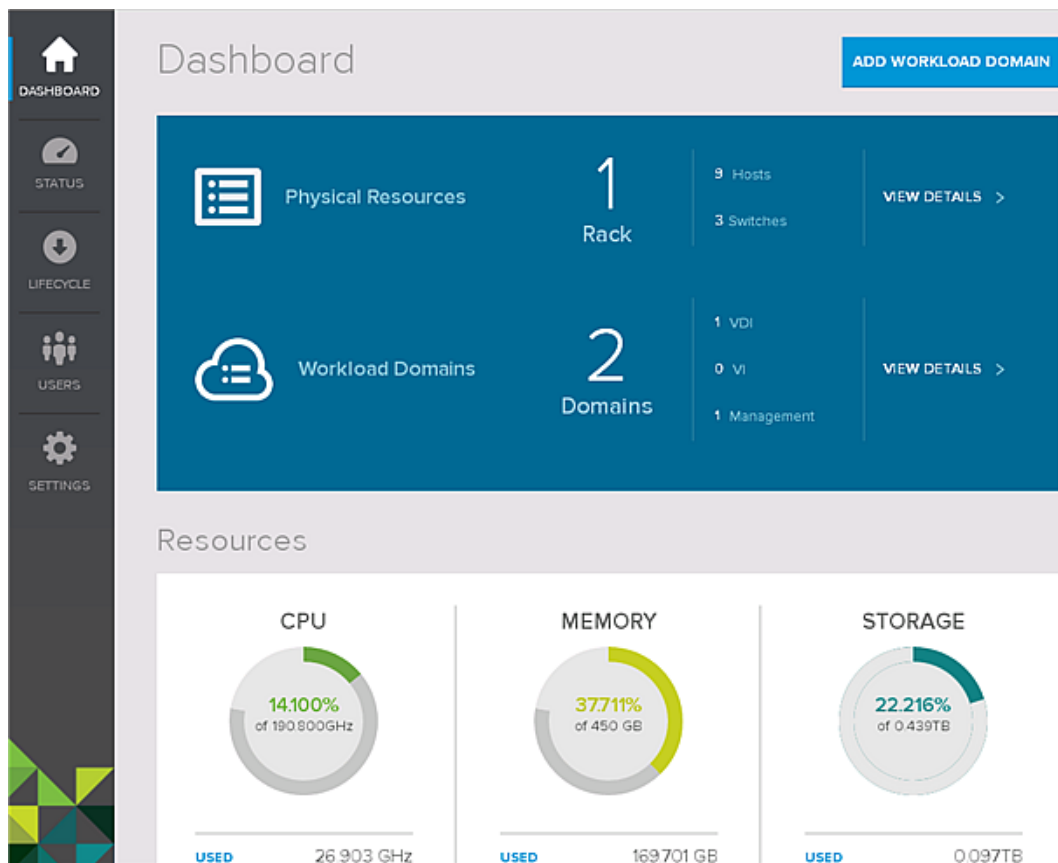 Dashboard
ADD WORKLOAD DOMAIN
DASHBOARD
STATUS
LIFECYCLE
USERS
SETTINGS
Physical Resources
1
Rack
9 Hosts
3 Switches
VIEW DETAILS >
Workload Domains
2
Domains
1 VDI
0 VI
1 Management
VIEW DETAILS >
Resources
CPU
14.100%
of 190.800GHz
USED 26.903 GHz
MEMORY
37.711%
of 450 GB
USED 169.701 GB
STORAGE
22.216%
of 0.439TB
USED 0.097TB